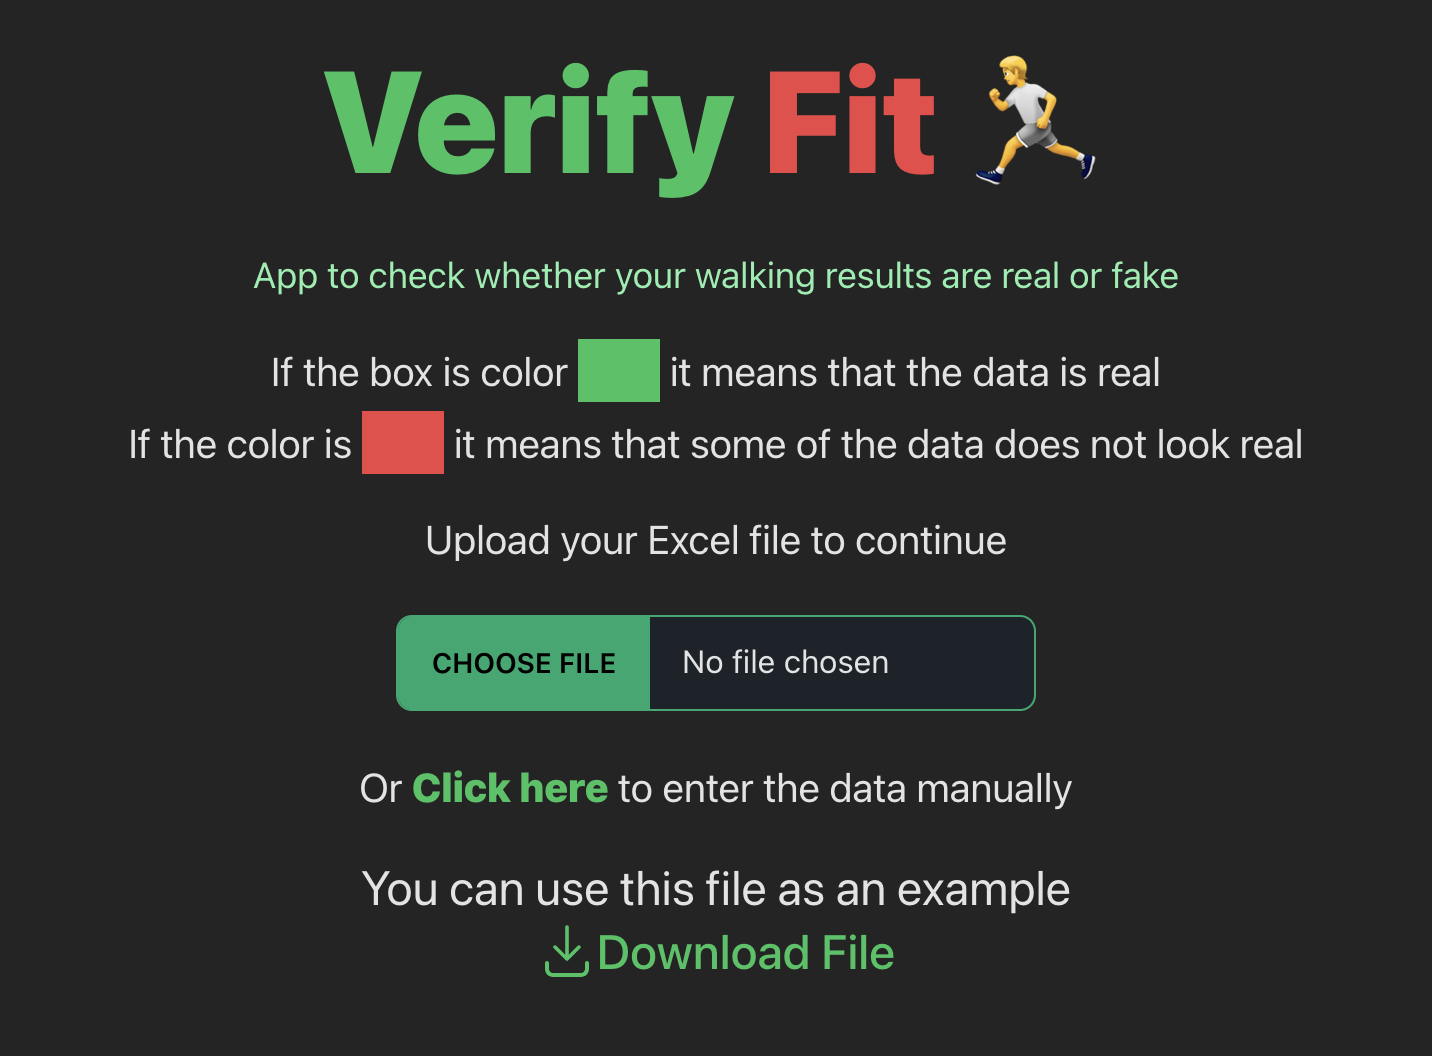 Verify Fit
App to check whether your walking results are real or fake
If the box is color it means that the data is real
If the color is it means that some of the data does not look real
Upload your Excel file to continue
CHOOSE FILE No file chosen
Or Click here to enter the data manually
You can use this file as an example
Download File